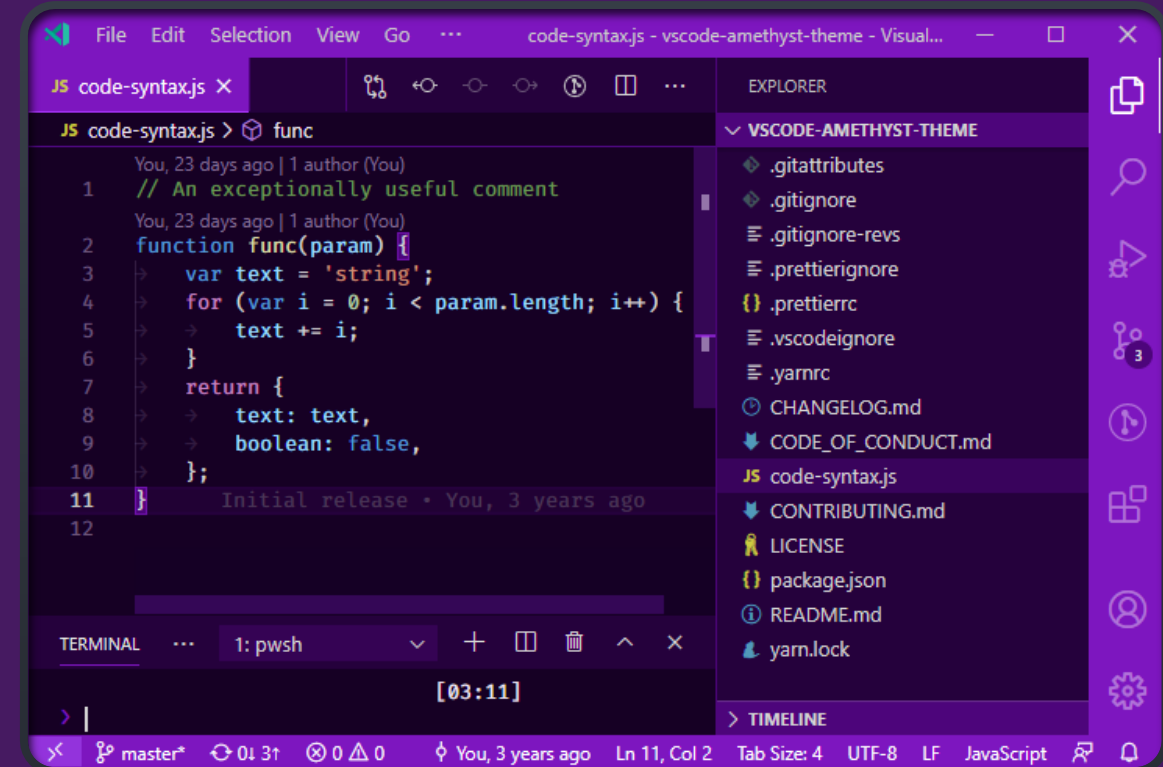 File Edit Selection View Go ··· code-syntax.js - vscode-amethyst-theme - Visual...
JS code-syntax.js
JS code-syntax.js > func
You, 23 days ago | 1 author (You)
1 // An exceptionally useful comment
You, 23 days ago | 1 author (You)
2 function func(param) {
3 var text = 'string';
4 for (var i = 0; i < param.length; i++) {
5 text += i;
6 }
7 return {
8 text: text,
9 boolean: false,
10 };
11 } Initial release • You, 3 years ago
12
TERMINAL ··· 1: pwsh
[03:11]
>
EXPLORER
VSCODE-AMETHYST-THEME
.gitattributes
.gitignore
.gitignore-revs
.prettierignore
{} .prettierrc
.vscodeignore
.yarnrc
CHANGELOG.md
CODE_OF_CONDUCT.md
JS code-syntax.js
CONTRIBUTING.md
LICENSE
{} package.json
README.md
yarn.lock
> TIMELINE
3
master* 0↓ 3↑ 0 0 You, 3 years ago Ln 11, Col 2 Tab Size: 4 UTF-8 LF JavaScript